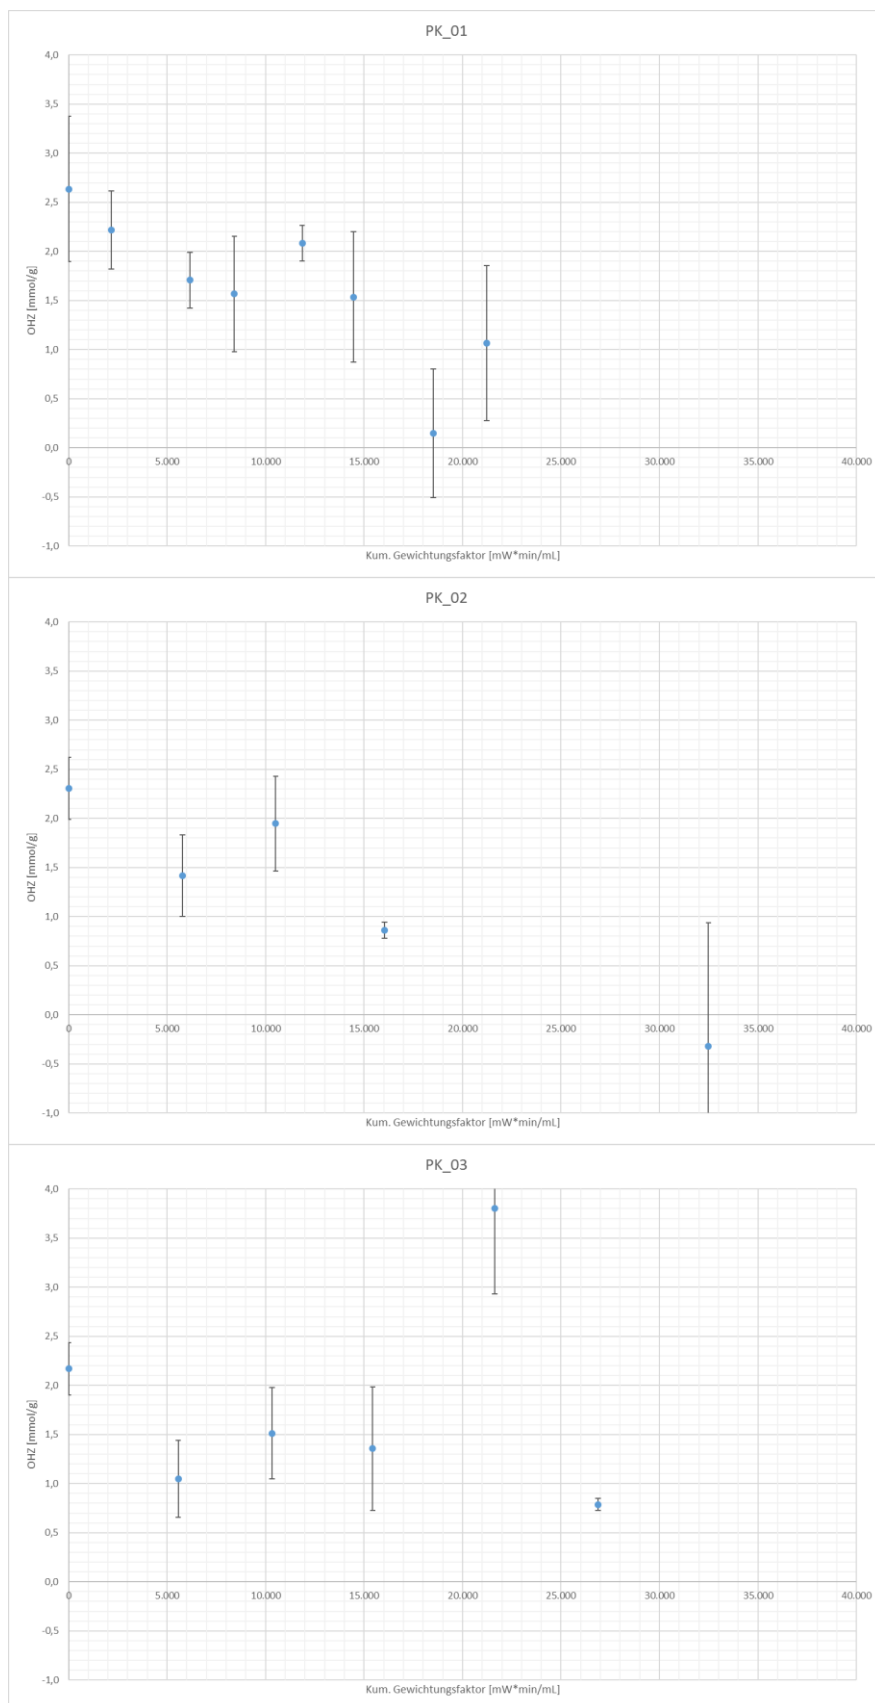 PK_01
4,0
3,5
3,0
2,5
2,0
1,5
1,0
0,5
0,0
-0,5
-1,0
OHZ [mmol/g]
0 5.000 10.000 15.000 20.000 25.000 30.000 35.000 40.000
Kum. Gewichtungsfaktor [mW*min/mL]
PK_02
4,0
3,5
3,0
2,5
2,0
1,5
1,0
0,5
0,0
-0,5
-1,0
OHZ [mmol/g]
0 5.000 10.000 15.000 20.000 25.000 30.000 35.000 40.000
Kum. Gewichtungsfaktor [mW*min/mL]
PK_03
4,0
3,5
3,0
2,5
2,0
1,5
1,0
0,5
0,0
-0,5
-1,0
OHZ [mmol/g]
0 5.000 10.000 15.000 20.000 25.000 30.000 35.000 40.000
Kum. Gewichtungsfaktor [mW*min/mL]